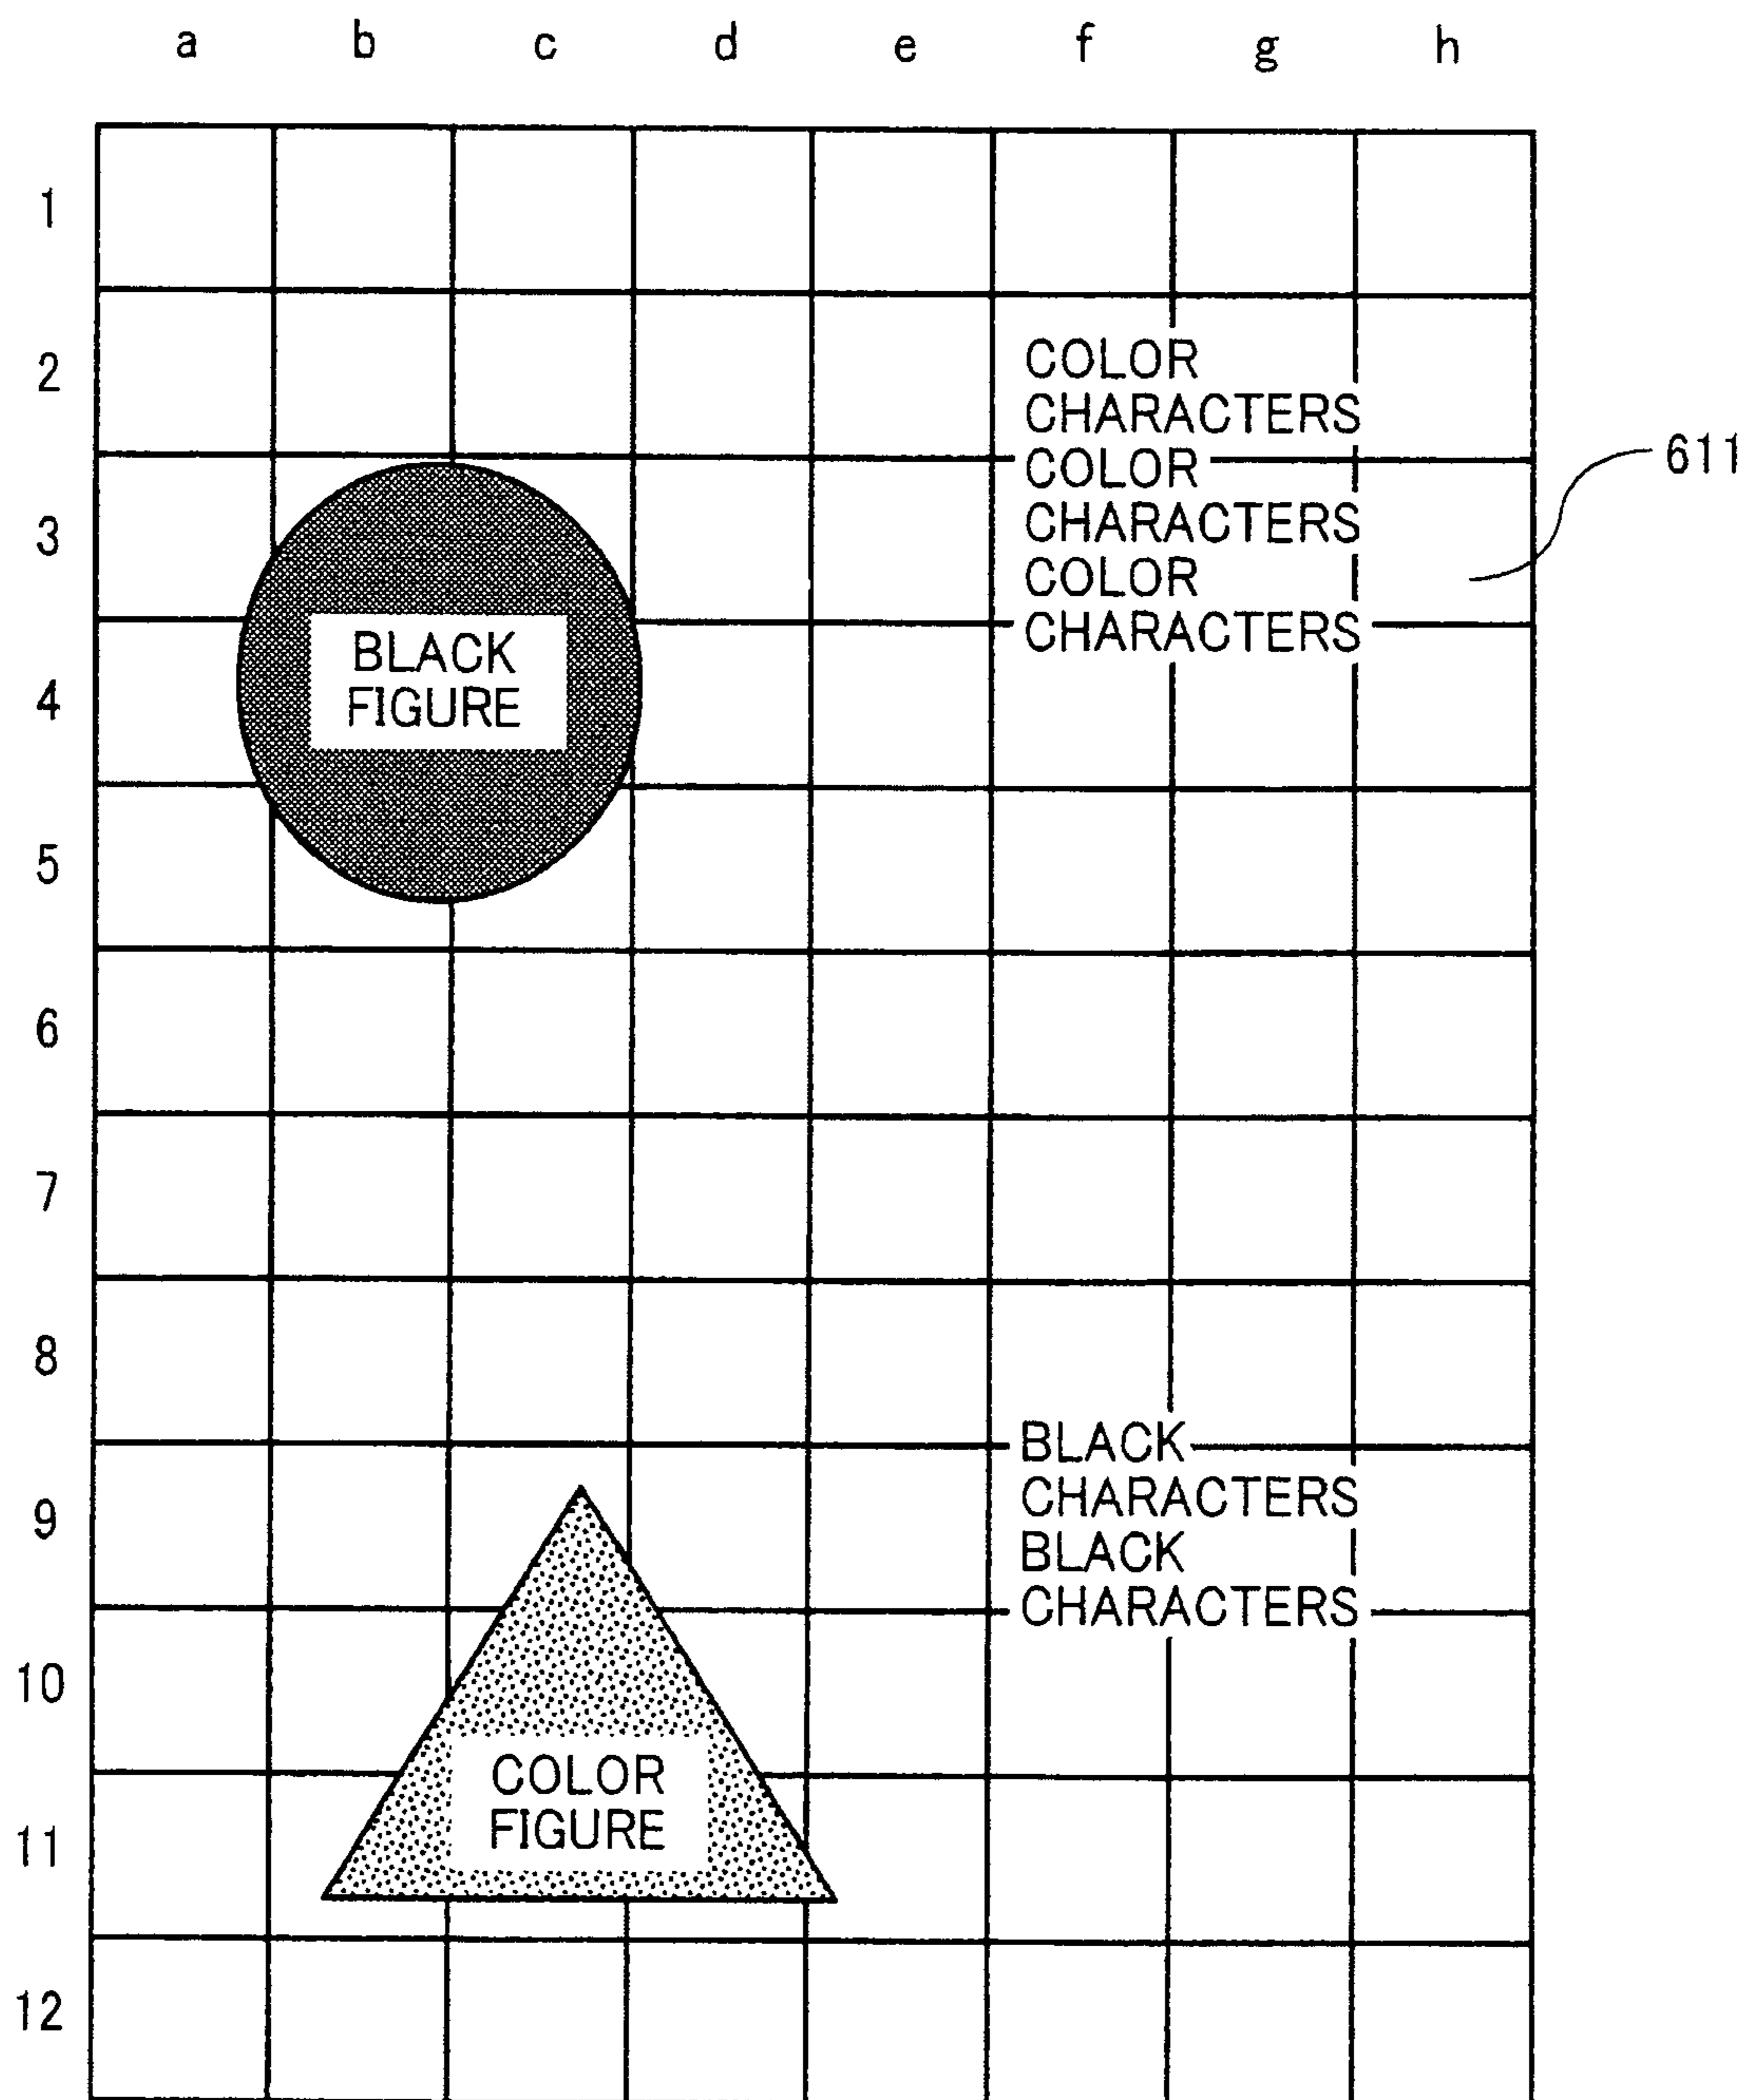 a b c d e f g h
1
2
COLOR
CHARACTERS
COLOR
611
3
CHARACTERS
COLOR
CHARACTERS
BLACK
FIGURE
4
5
6
7
8
BLACK
CHARACTERS
9
BLACK
CHARACTERS
10
COLOR
FIGURE
11
12